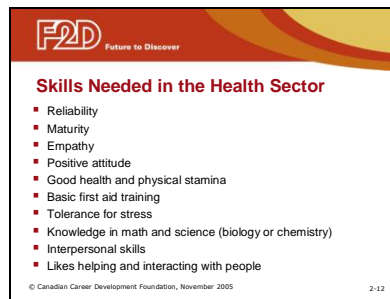 F2D Future to Discover
Skills Needed in the Health Sector
▪ Reliability
▪ Maturity
▪ Empathy
▪ Positive attitude
▪ Good health and physical stamina
▪ Basic first aid training
▪ Tolerance for stress
▪ Knowledge in math and science (biology or chemistry)
▪ Interpersonal skills
▪ Likes helping and interacting with people
© Canadian Career Development Foundation, November 2005 2-12